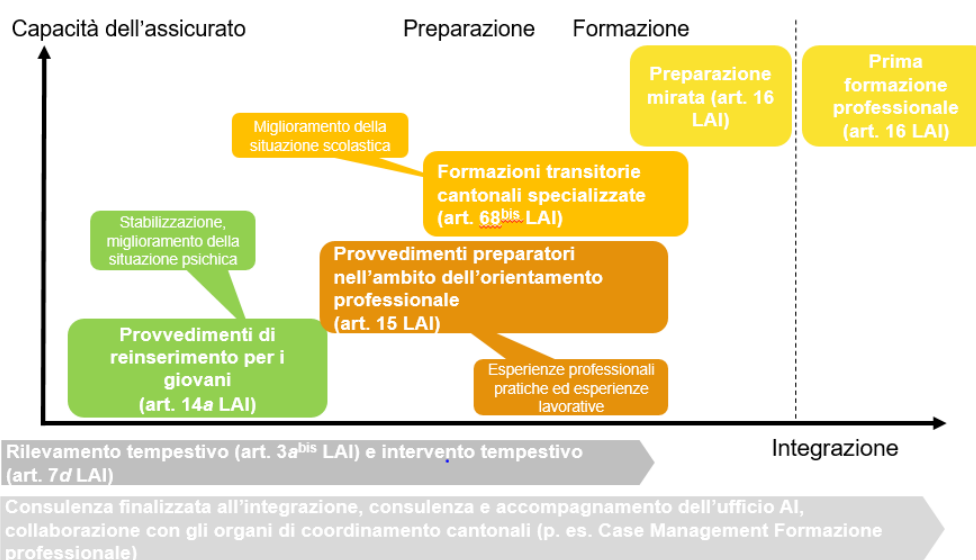 Capacità dell'assicurato
Preparazione
Formazione
Preparazione
mirata (art. 16
LAI)
Prima
formazione
professionale
(art. 16 LAI)
Miglioramento della
situazione scolastica
Formazioni transitorie
cantonali specializzate
(art. 68bis LAI)
Stabilizzazione,
miglioramento della
situazione psichica
Provvedimenti preparatori
nell'ambito dell'orientamento
professionale
(art. 15 LAI)
Provvedimenti di
reinserimento per i
giovani
(art. 14a LAI)
Esperienze professionali
pratiche ed esperienze
lavorative
Integrazione
Rilevamento tempestivo (art. 3abis LAI) e intervento tempestivo
(art. 7d LAI)
Consulenza finalizzata all'integrazione, consulenza e accompagnamento dell'ufficio AI,
collaborazione con gli organi di coordinamento cantonali (p. es. Case Management Formazione
professionale)